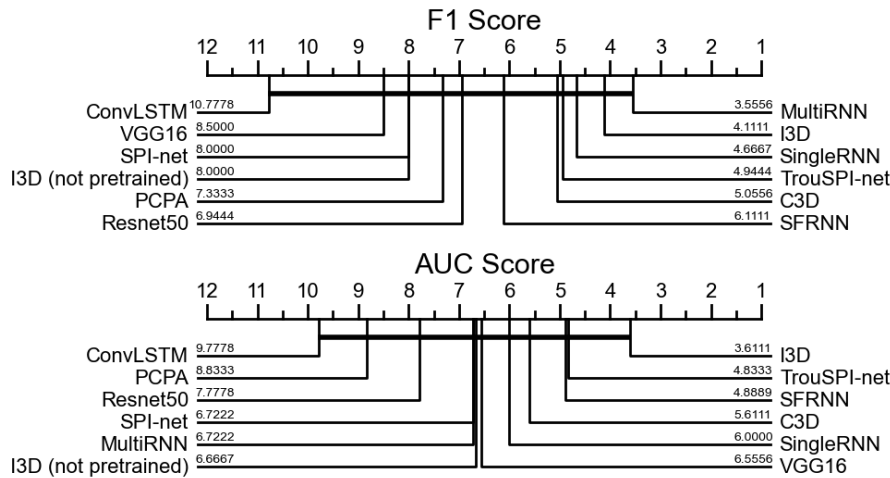 F1 Score
12 11 10 9 8 7 6 5 4 3 2 1
ConvLSTM 10.7778 3.5556 MultiRNN
VGG16 8.5000 4.1111 I3D
SPI-net 8.0000 4.6667 SingleRNN
I3D (not pretrained) 8.0000 4.9444 TrouSPI-net
PCPA 7.3333 5.0556 C3D
Resnet50 6.9444 6.1111 SFRNN
AUC Score
12 11 10 9 8 7 6 5 4 3 2 1
ConvLSTM 9.7778 3.6111 I3D
PCPA 8.8333 4.8333 TrouSPI-net
Resnet50 7.7778 4.8889 SFRNN
SPI-net 6.7222 5.6111 C3D
MultiRNN 6.7222 6.0000 SingleRNN
I3D (not pretrained) 6.6667 6.5556 VGG16